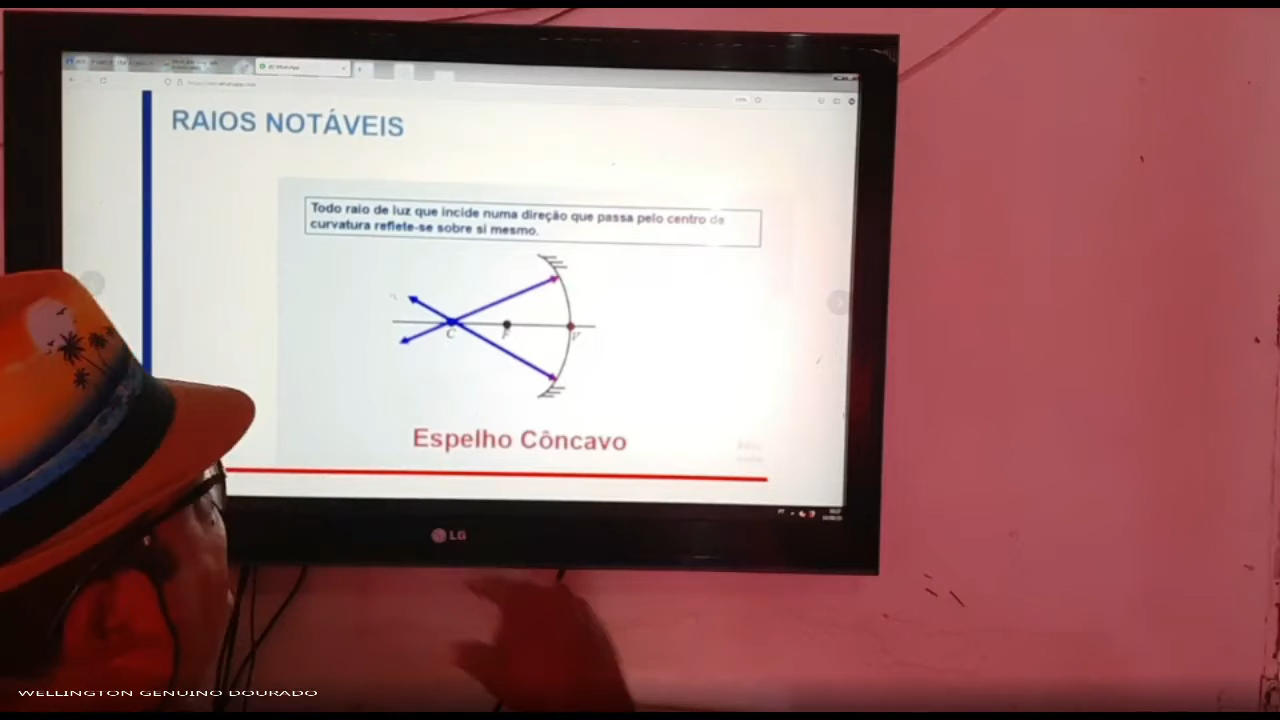 RAIOS NOTÁVEIS
Todo raio de luz que incide numa direção que passa pelo centro de
curvatura reflete-se sobre si mesmo.
C
F
V
Espelho Côncavo
PT
LG
WELLINGTON GENUINO DOURADO